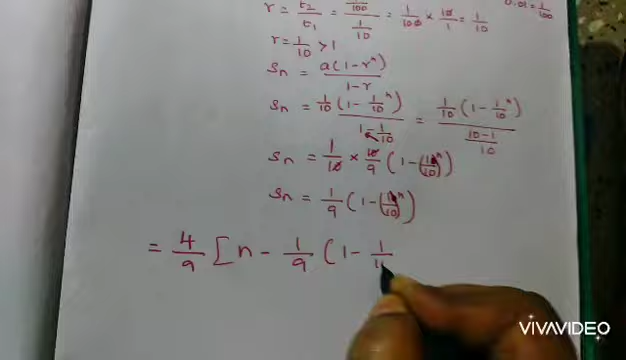 r = t₂/t₁ = (1/100)/(1/10) = 1/100 × 10/1 = 1/10
0.01 = 1/100
r = 1/10 > 1
Sn = a(1-rⁿ)/(1-r)
Sn = 1/10 (1 - 1/10ⁿ)/(1 - 1/10) = 1/10 (1 - 1/10ⁿ)/((10-1)/10)
Sn = 1/10 × 10/9 (1 - (1/10)ⁿ)
Sn = 1/9 (1 - (1/10)ⁿ)
= 4/9 [n - 1/9 (1 - 1/1
VIVAVIDEO